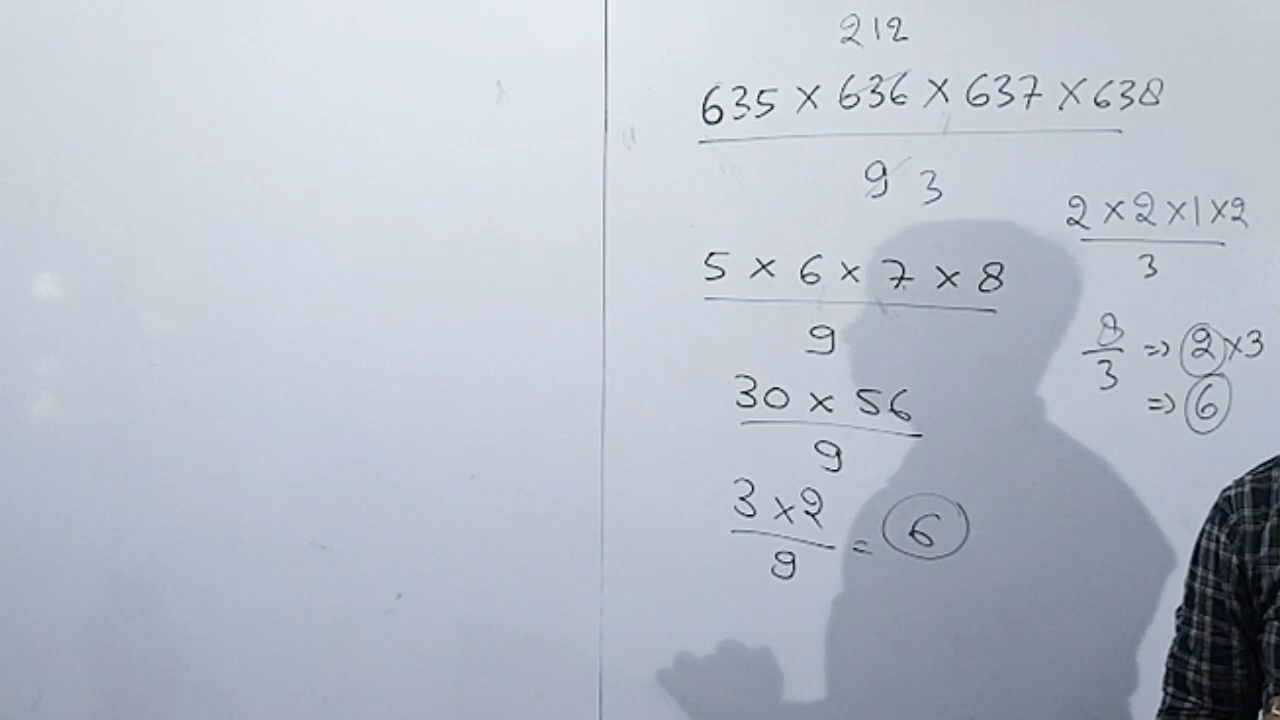 212
635 × 636 × 637 × 638
9 3
5 × 6 × 7 × 8
9
30 × 56
9
3 × 2
9
= 6
2 × 2 × 1 × 2
3
8
3
=> 2 × 3
=> 6